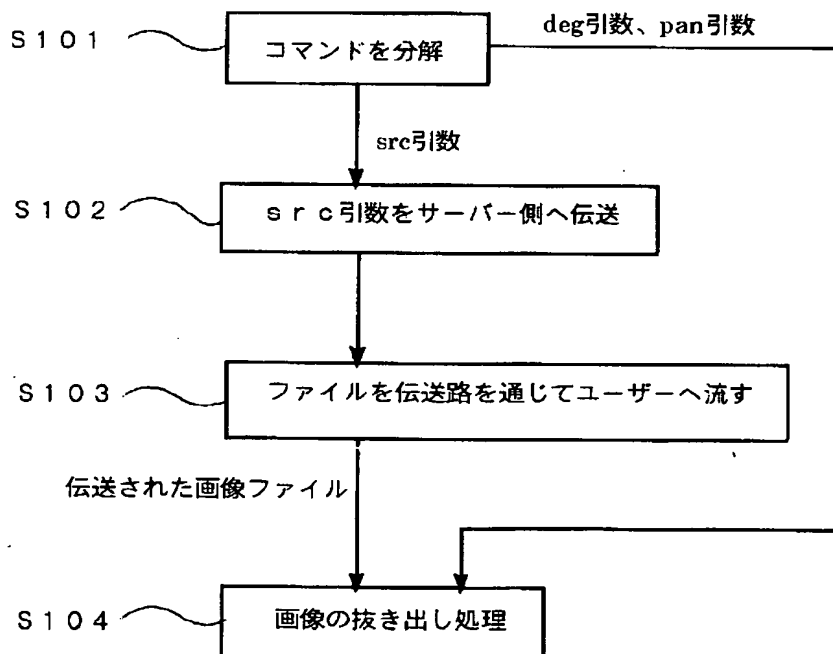 S101
コマンドを分解
deg引数、pan引数
src引数
S102
src引数をサーバー側へ伝送
S103
ファイルを伝送路を通じてユーザーへ流す
伝送された画像ファイル
S104
画像の抜き出し処理